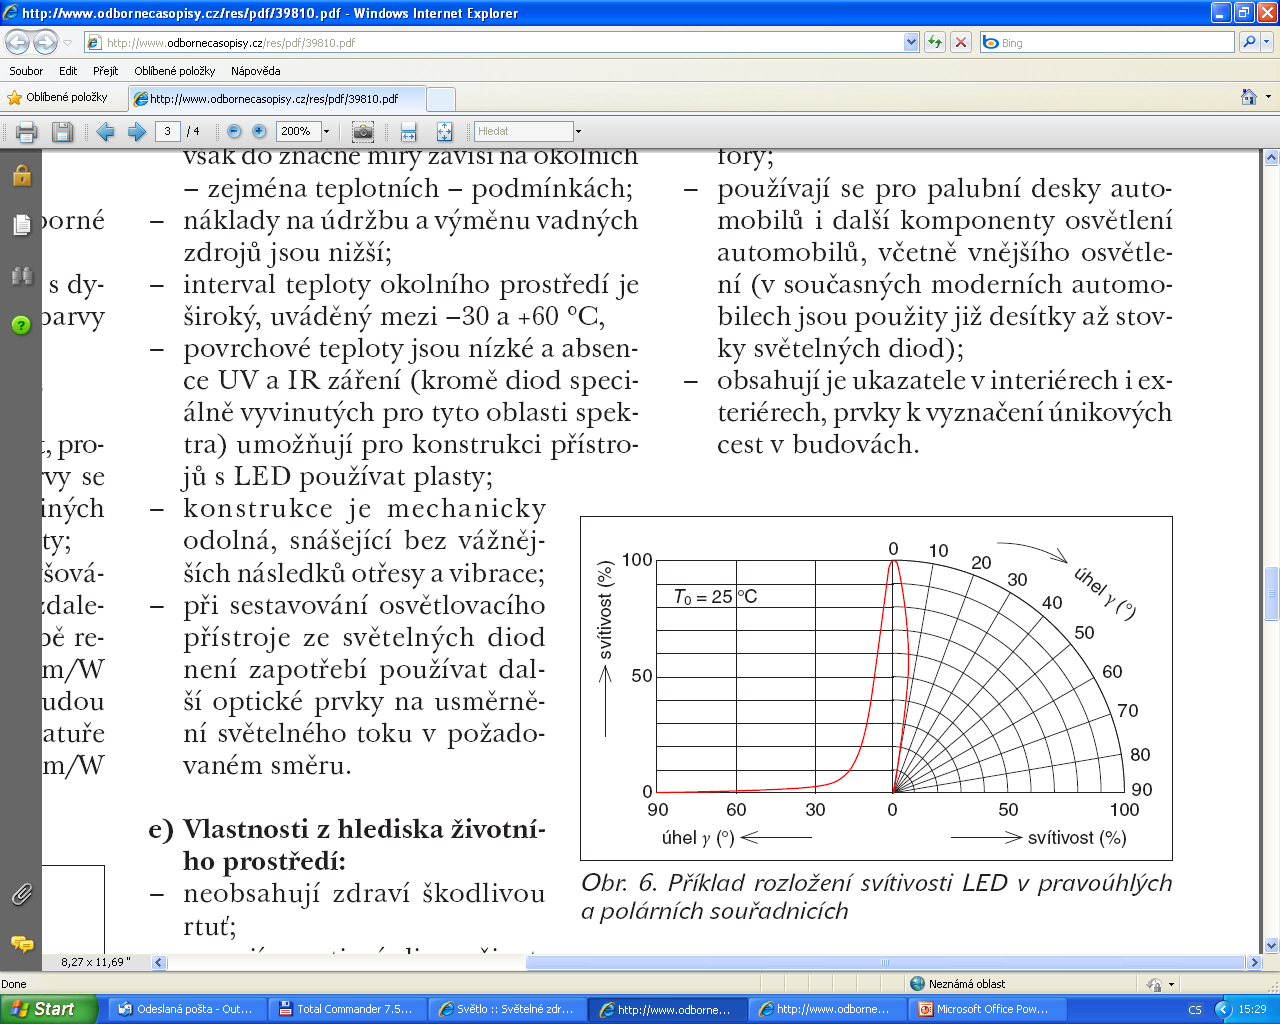 http://www.odbornecasopisy.cz/res/pdf/39810.pdf - Windows Internet Explorer
http://www.odbornecasopisy.cz/res/pdf/39810.pdf
Bing
Soubor Edit Přejít Oblíbené položky Nápověda
Oblíbené položky
http://www.odbornecasopisy.cz/res/pdf/39810.pdf
3 / 4 200% Hledat
borné
s dy-
barvy
t, pro-
rvy se
iných
ty;
yšová-
zdale-
bě re-
m/W
udou
atuře
m/W
však do značné míry závisí na okolních
– zejména teplotních – podmínkách;
– náklady na údržbu a výměnu vadných
zdrojů jsou nižší;
– interval teploty okolního prostředí je
široký, uváděný mezi –30 a +60 °C,
– povrchové teploty jsou nízké a absen-
ce UV a IR záření (kromě diod speci-
álně vyvinutých pro tyto oblasti spek-
tra) umožňují pro konstrukci přístro-
jů s LED používat plasty;
– konstrukce je mechanicky
odolná, snášející bez vážněj-
ších následků otřesy a vibrace;
– při sestavování osvětlovacího
přístroje ze světelných diod
není zapotřebí používat dal-
ší optické prvky na usměrně-
ní světelného toku v požado-
vaném směru.
e) Vlastnosti z hlediska životní-
ho prostředí:
– neobsahují zdraví škodlivou
rtuť;
fory;
– používají se pro palubní desky auto-
mobilů i další komponenty osvětlení
automobilů, včetně vnějšího osvětle-
ní (v současných moderních automo-
bilech jsou použity již desítky až stov-
ky světelných diod);
– obsahují je ukazatele v interiérech i ex-
teriérech, prvky k vyznačení únikových
cest v budovách.
svítivost (%)
100
50
0
T0 = 25 °C
0 10 20 30 40 50 60 70 80 90
úhel γ (°)
90 60 30 0 50 100
úhel γ (°) svítivost (%)
Obr. 6. Příklad rozložení svítivosti LED v pravoúhlých
a polárních souřadnicích
8,27 x 11,69 "
Done Neznámá oblast
Start Odeslaná pošta - Out... Total Commander 7.5... Světlo :: Světelné zdr... http://www.odborne... http://www.odborne... Microsoft Office Pow... CS 15:29